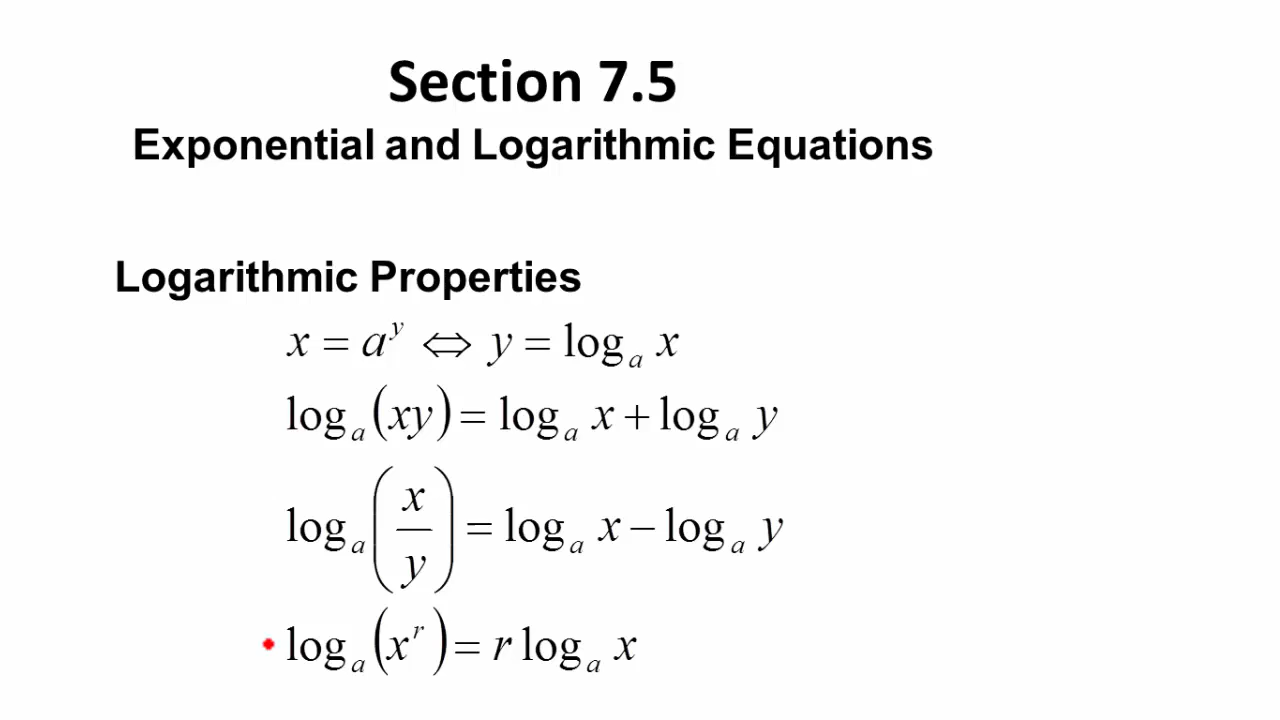 Section 7.5
Exponential and Logarithmic Equations
Logarithmic Properties
x = a^y ⇔ y = log_a x
log_a (xy) = log_a x + log_a y
log_a (x/y) = log_a x − log_a y
log_a (x^r) = r log_a x